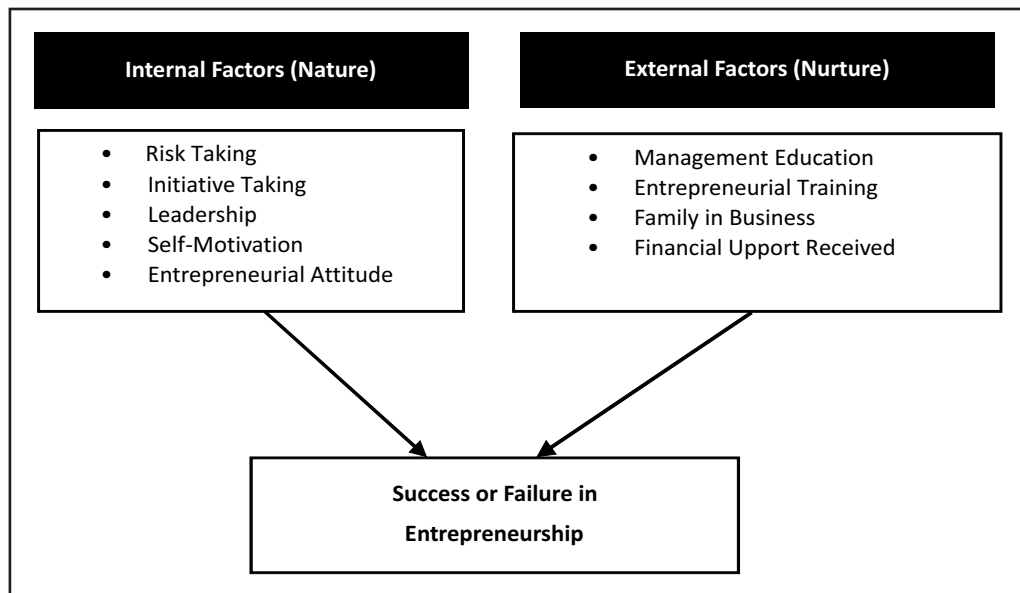 Internal Factors (Nature)
• Risk Taking
• Initiative Taking
• Leadership
• Self-Motivation
• Entrepreneurial Attitude
External Factors (Nurture)
• Management Education
• Entrepreneurial Training
• Family in Business
• Financial Upport Received
Success or Failure in
Entrepreneurship